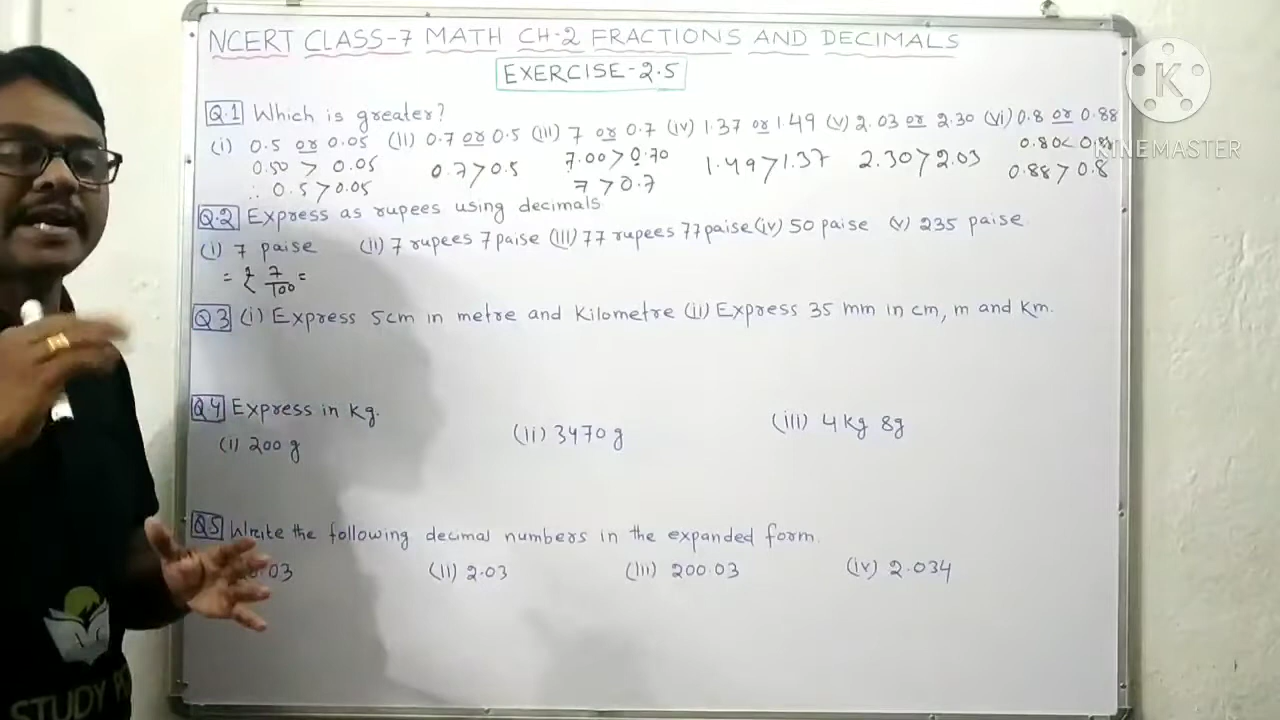 NCERT CLASS-7 MATH CH-2 FRACTIONS AND DECIMALS
EXERCISE-2.5
Q.1 Which is greater?
(i) 0.5 or 0.05 (II) 0.7 or 0.5 (III) 7 or 0.7 (IV) 1.37 or 1.49 (V) 2.03 or 2.30 (VI) 0.8 or 0.88
0.50 > 0.05 0.7 > 0.5 7.00 > 0.70 1.49 > 1.37 2.30 > 2.03 0.80 <
∴ 0.5 > 0.05 7 > 0.7 0.88 > 0.8
K
KINEMASTER
Q.2 Express as rupees using decimals
(i) 7 paise (II) 7 rupees 7 paise (III) 77 rupees 77 paise (iv) 50 paise (v) 235 paise
= ₹ 7/100 =
Q3 (i) Express 5cm in metre and Kilometre (ii) Express 35 mm in cm, m and Km.
Q4 Express in Kg.
(I) 200 g (ii) 3470 g (III) 4 Kg 8g
Q5 Write the following decimal numbers in the expanded form.
.03 (II) 2.03 (III) 200.03 (iv) 2.034
STUDY